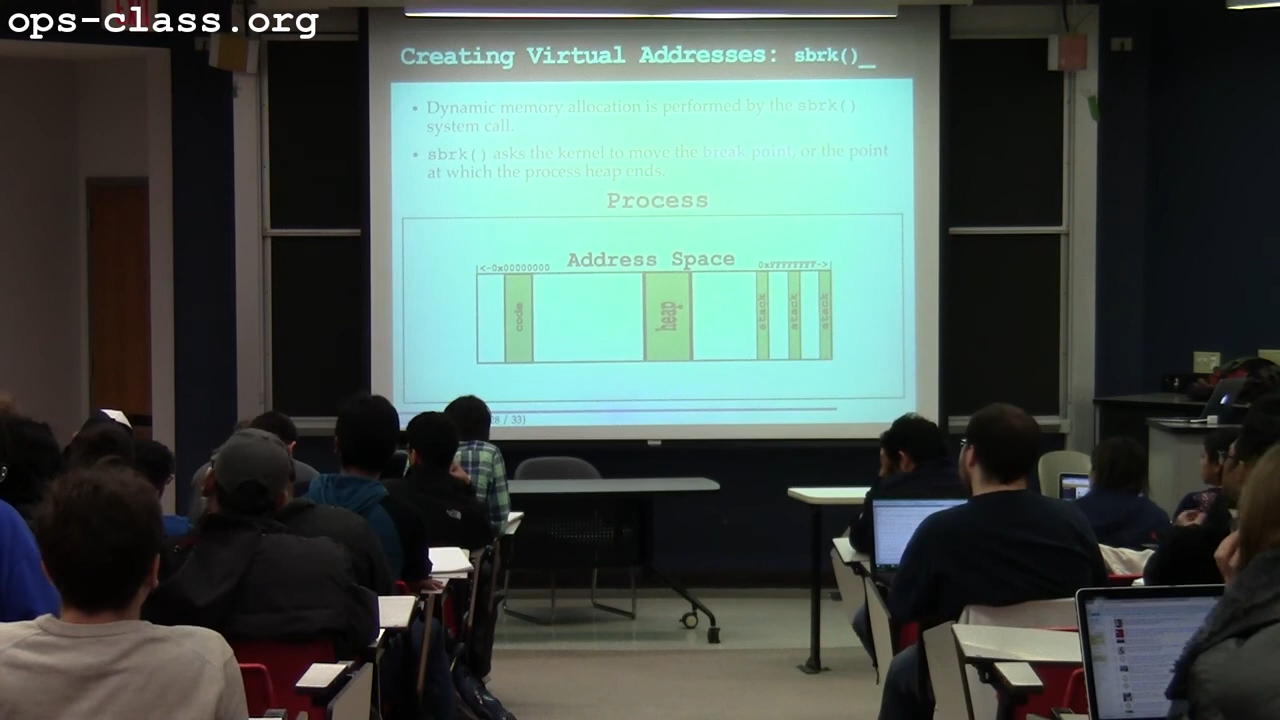 ops-class.org
Creating Virtual Addresses: sbrk()_
• Dynamic memory allocation is performed by the sbrk()
system call.
• sbrk() asks the kernel to move the break point, or the point
at which the process heap ends.
Process
Address Space
|<-0x00000000
0xFFFFFFFF->|
code
heap
stack
stack
stack
28 / 33)